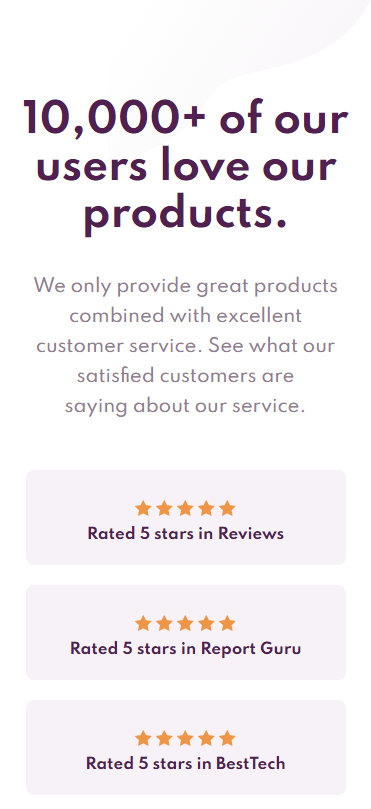 10,000+ of our
users love our
products.
We only provide great products
combined with excellent
customer service. See what our
satisfied customers are
saying about our service.
Rated 5 stars in Reviews
Rated 5 stars in Report Guru
Rated 5 stars in BestTech